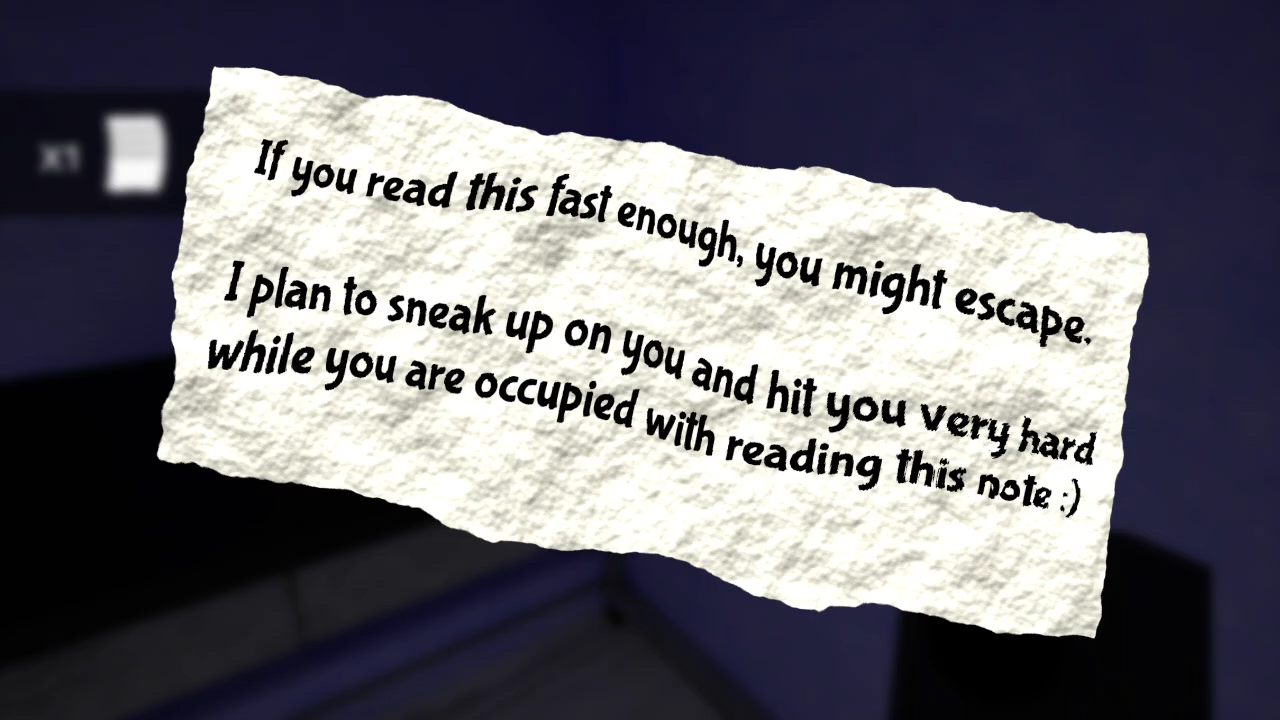 X1
If you read this fast enough, you might escape.
I plan to sneak up on you and hit you very hard
while you are occupied with reading this note :)